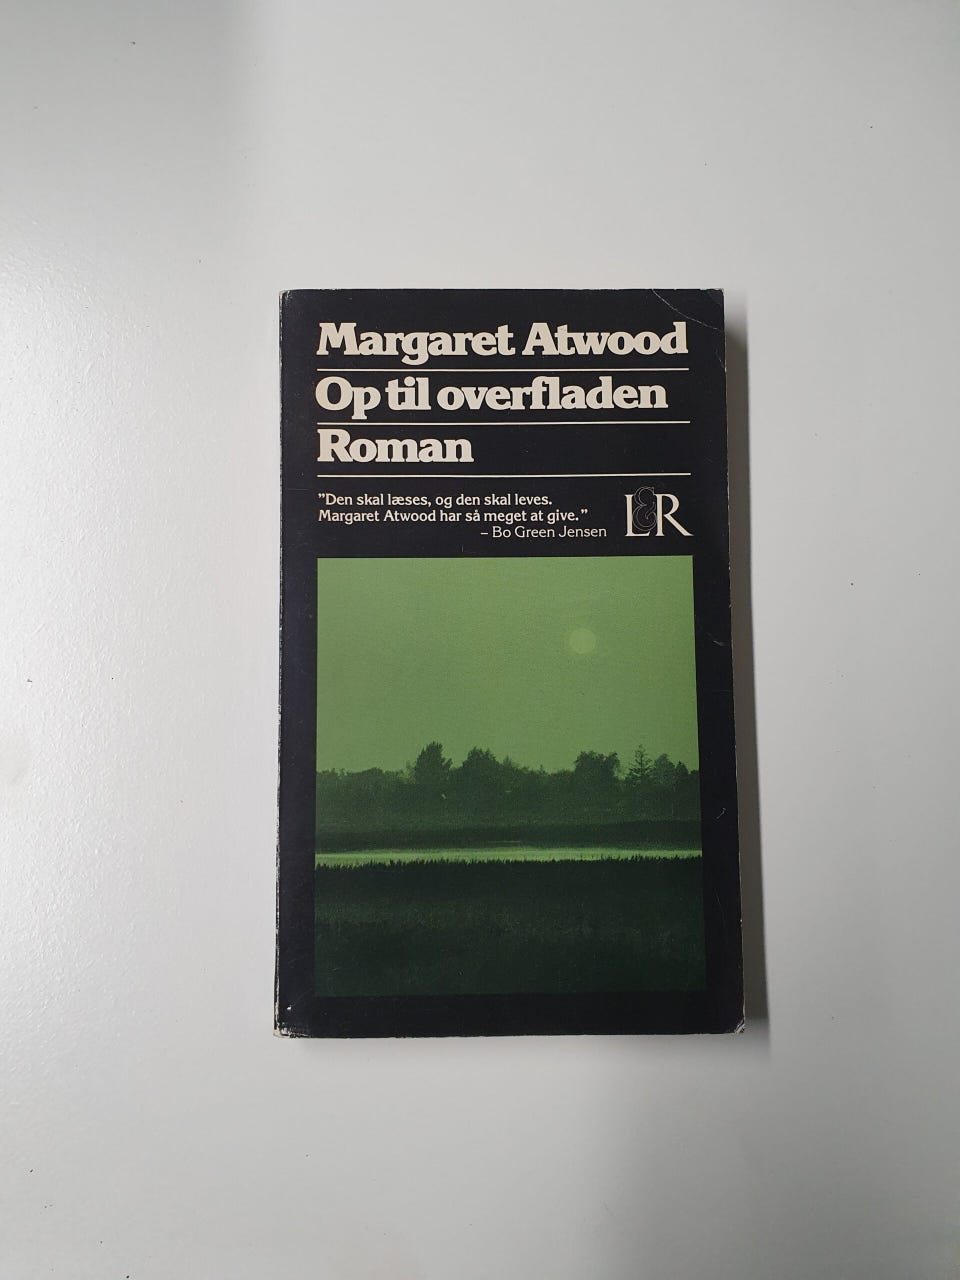 Margaret Atwood
Op til overfladen
Roman
”Den skal læses, og den skal leves.
Margaret Atwood har så meget at give.”
– Bo Green Jensen
L&R